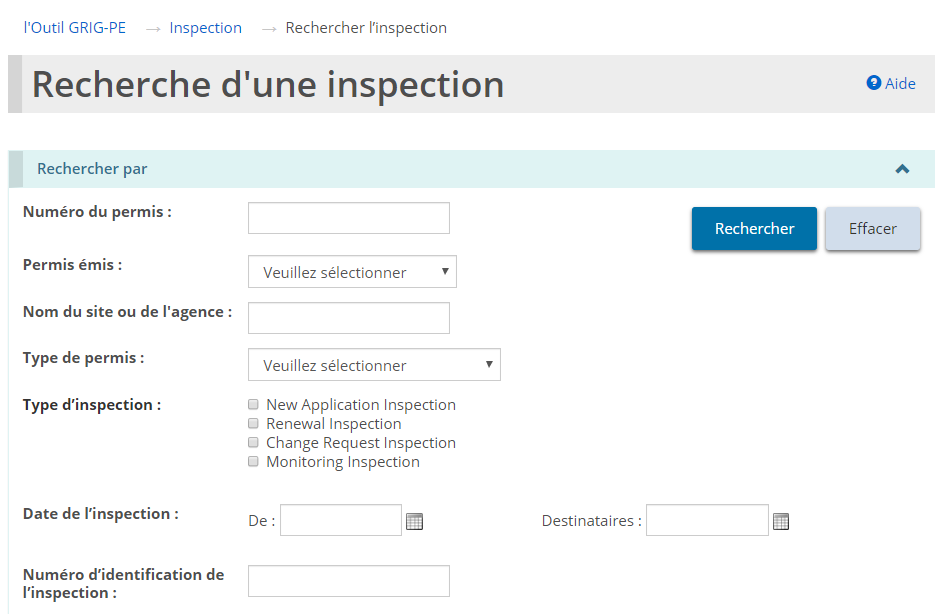 l'Outil GRIG-PE → Inspection → Rechercher l’inspection
Recherche d'une inspection
Aide
Rechercher par
Numéro du permis :
Rechercher
Effacer
Permis émis :
Veuillez sélectionner
Nom du site ou de l'agence :
Type de permis :
Veuillez sélectionner
Type d’inspection :
New Application Inspection
Renewal Inspection
Change Request Inspection
Monitoring Inspection
Date de l’inspection :
De :
Destinataires :
Numéro d’identification de
l’inspection :